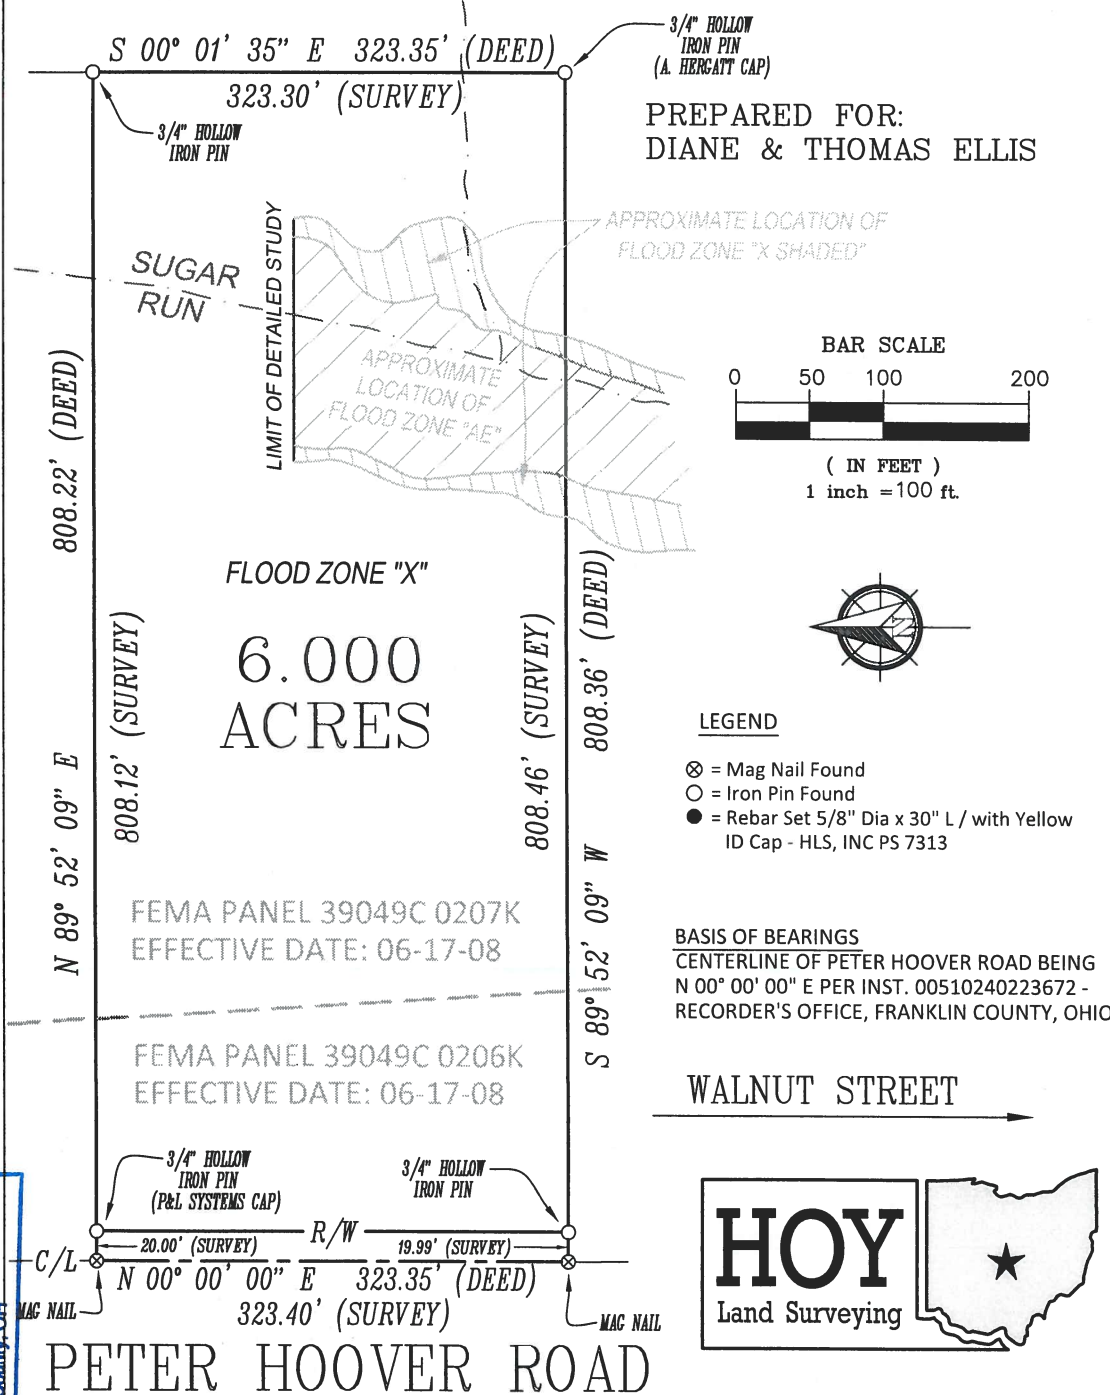 S 00° 01' 35" E 323.35' (DEED)
323.30' (SURVEY)
3/4" HOLLOW
IRON PIN
(A. HERGATT CAP)
3/4" HOLLOW
IRON PIN
PREPARED FOR:
DIANE & THOMAS ELLIS
APPROXIMATE LOCATION OF
FLOOD ZONE "X SHADED"
SUGAR
RUN
LIMIT OF DETAILED STUDY
APPROXIMATE
LOCATION OF
FLOOD ZONE "AE"
BAR SCALE
0 50 100 200
( IN FEET )
1 inch =100 ft.
N 89° 52' 09" E 808.22' (DEED)
808.12' (SURVEY)
FLOOD ZONE "X"
6.000
ACRES
808.46' (SURVEY)
S 89° 52' 09" W 808.36' (DEED)
N
LEGEND
= Mag Nail Found
= Iron Pin Found
= Rebar Set 5/8" Dia x 30" L / with Yellow
ID Cap - HLS, INC PS 7313
FEMA PANEL 39049C 0207K
EFFECTIVE DATE: 06-17-08
BASIS OF BEARINGS
CENTERLINE OF PETER HOOVER ROAD BEING
N 00° 00' 00" E PER INST. 00510240223672 -
RECORDER'S OFFICE, FRANKLIN COUNTY, OHIO
FEMA PANEL 39049C 0206K
EFFECTIVE DATE: 06-17-08
WALNUT STREET
3/4" HOLLOW
IRON PIN
(P&L SYSTEMS CAP)
3/4" HOLLOW
IRON PIN
R/W
20.00' (SURVEY)
19.99' (SURVEY)
C/L
N 00° 00' 00" E 323.35' (DEED)
323.40' (SURVEY)
MAG NAIL
MAG NAIL
PETER HOOVER ROAD
HOY
Land Surveying